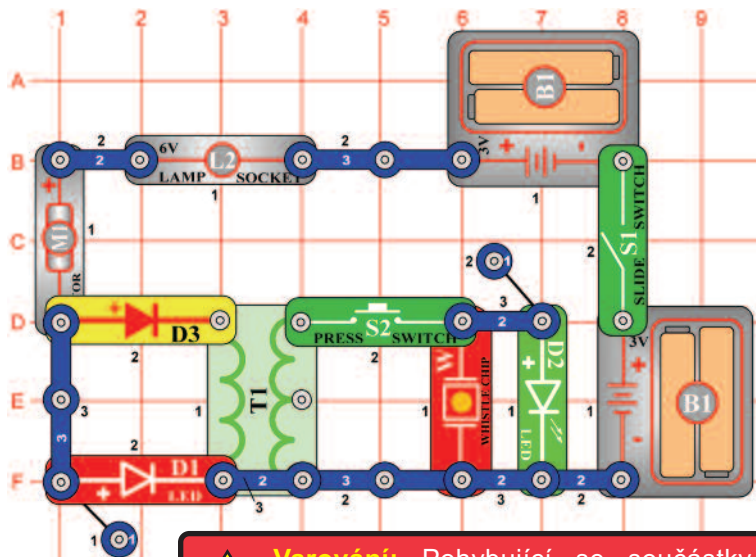 1 2 3 4 5 6 7 8 9
A
B1
3V
+ -
B
2
2
6V
L2
LAMP SOCKET
1
2
3
1
+
M1
1
OR
C
2
S1
SLIDE SWITCH
2 1
D
+
D3
2
S2
PRESS SWITCH
2
3
2
3V
E
3
3
1
T1
1
W
WHISTLE CHIP
1
+
D2
LED
1
+
-
B1
F
2
+
D1
LED
2
3
3
2
2
3
2
2
1 1
Varování: Pohybující se součástky